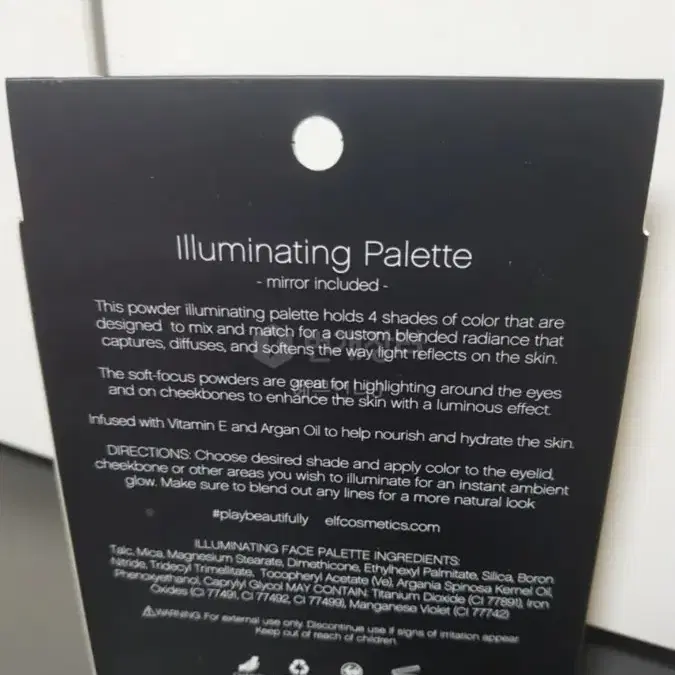 Illuminating Palette
- mirror included -
This powder illuminating palette holds 4 shades of color that are
designed to mix and match for a custom blended radiance that
captures, diffuses, and softens the way light reflects on the skin.
The soft-focus powders are great for highlighting around the eyes
and on cheekbones to enhance the skin with a luminous effect.
Infused with Vitamin E and Argan Oil to help nourish and hydrate the skin.
DIRECTIONS: Choose desired shade and apply color to the eyelid,
cheekbone or other areas you wish to illuminate for an instant ambient
glow. Make sure to blend out any lines for a more natural look
#playbeautifully elfcosmetics.com
ILLUMINATING FACE PALETTE INGREDIENTS:
Talc, Mica, Magnesium Stearate, Dimethicone, Ethylhexyl Palmitate, Silica, Boron
Nitride, Tridecyl Trimellitate, Tocopheryl Acetate (Ve), Argania Spinosa Kernel Oil,
Phenoxyethanol, Caprylyl Glycol MAY CONTAIN: Titanium Dioxide (CI 77891), Iron
Oxides (CI 77491, CI 77492, CI 77499), Manganese Violet (CI 77742)
⚠WARNING: For external use only. Discontinue use if signs of irritation appear.
Keep out of reach of children.